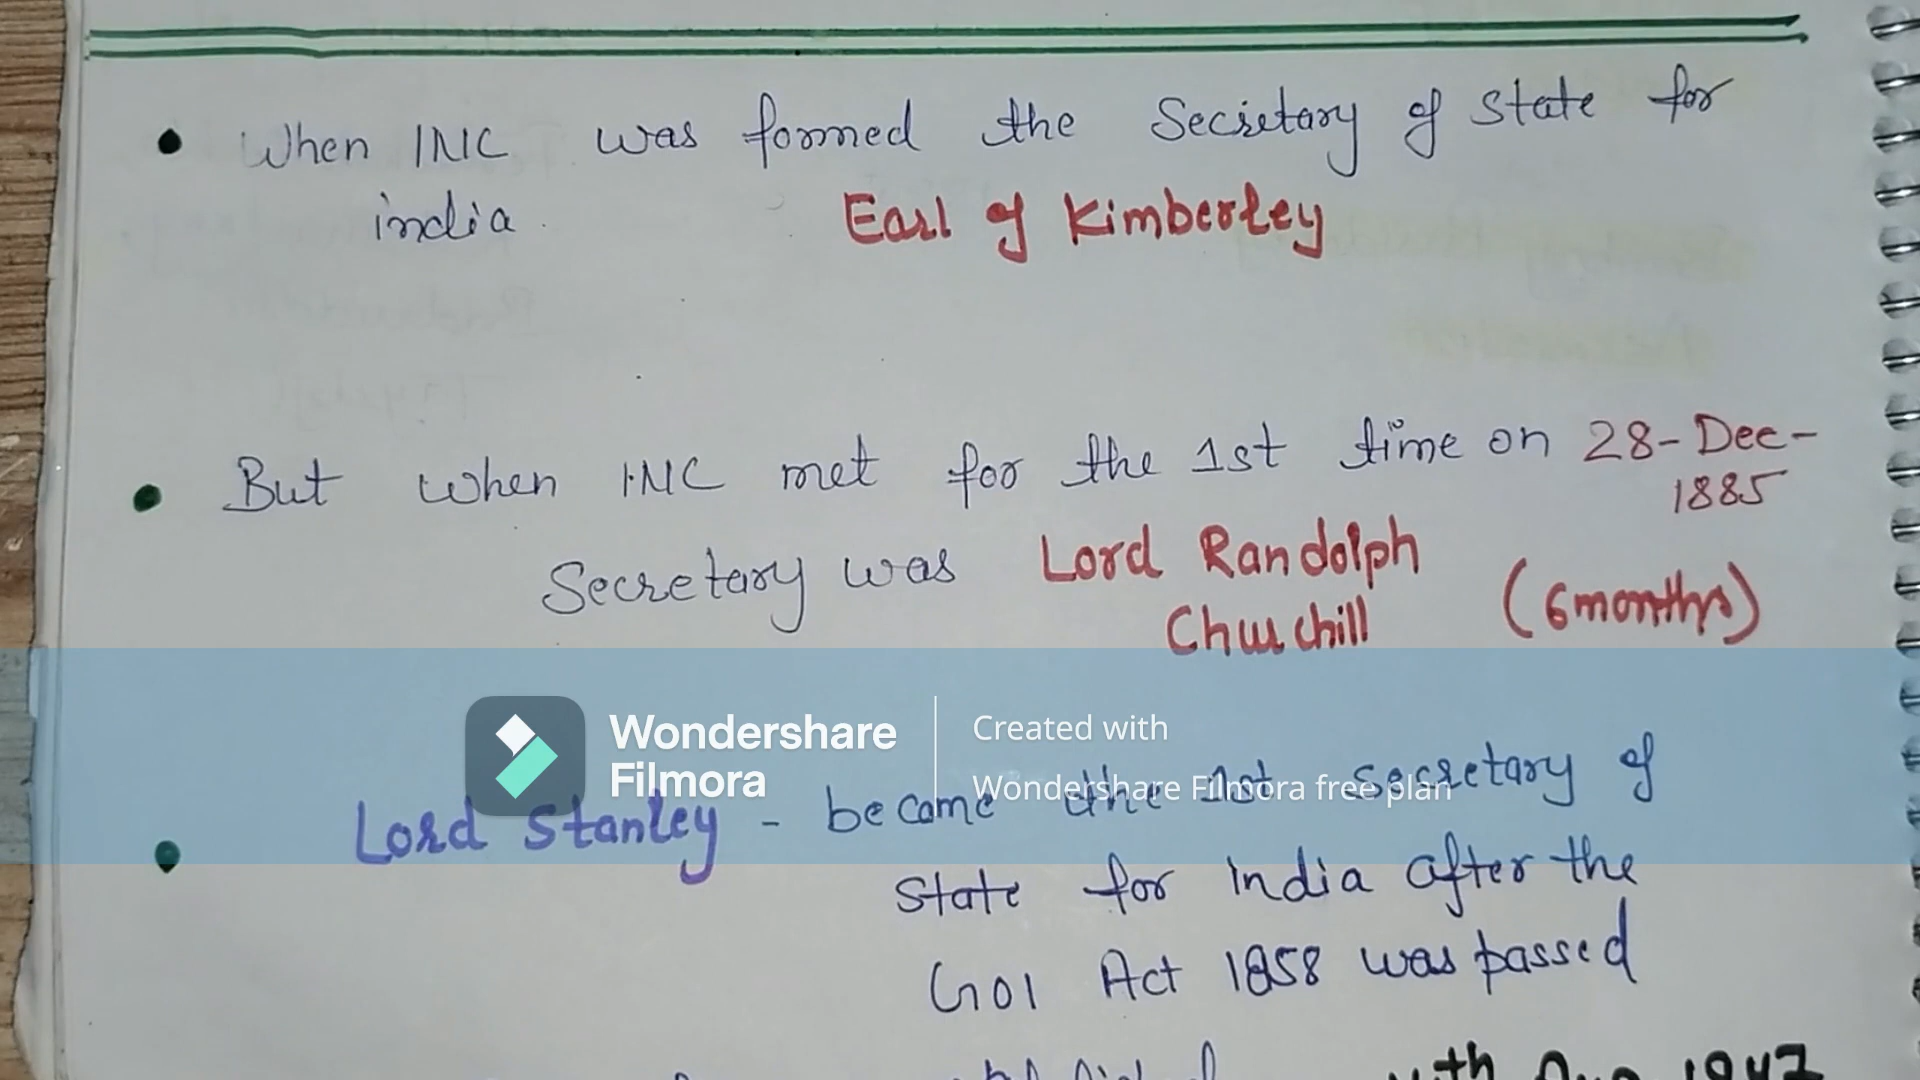 When INC was formed the Secretary of state for
india Earl of Kimberley
But when INC met for the 1st time on 28-Dec-
1885
Secretary was Lord Randolph
Churchill (6months)
Wondershare
Filmora
Created with
Wondershare Filmora free plan
Lord Stanley - became the 1st secretary of
state for india after the
GOI Act 1858 was passed
1947